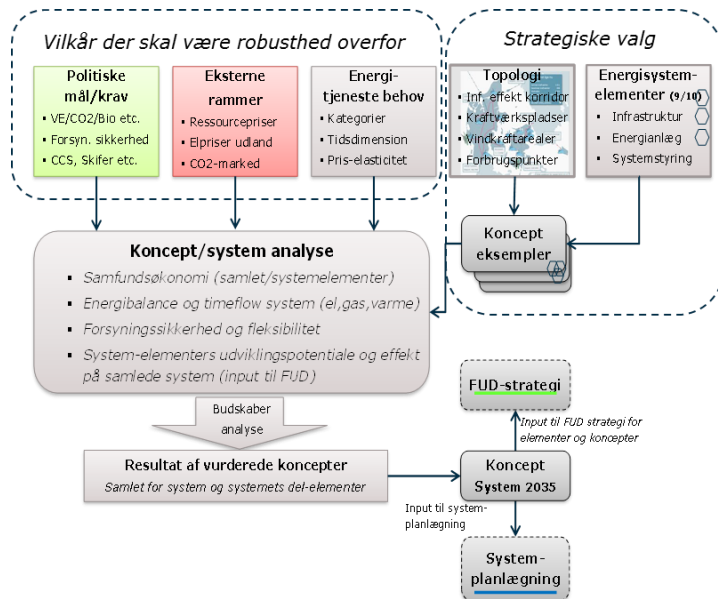 Vilkår der skal være robusthed overfor
Politiske
mål/krav
▪ VE/CO2/Bio etc.
▪ Forsyn. sikkerhed
▪ CCS, Skifer etc.
Eksterne
rammer
▪ Ressourcepriser
▪ Elpriser udland
▪ CO2-marked
Energi-
tjeneste behov
▪ Kategorier
▪ Tidsdimension
▪ Pris-elasticitet
Strategiske valg
Topologi
▪ Inf. effekt korridor
▪ Kraftværkspladser
▪ Vindkraftarealer
▪ Forbrugspunkter
Energisystem-
elementer (9/10)
▪ Infrastruktur
▪ Energianlæg
▪ Systemstyring
Koncept
eksempler
Koncept/system analyse
▪ Samfundsøkonomi (samlet/systemelementer)
▪ Energibalance og timeflow system (el,gas,varme)
▪ Forsyningssikkerhed og fleksibilitet
▪ System-elementers udviklingspotentiale og effekt
på samlede system (input til FUD)
Budskaber
analyse
Resultat af vurderede koncepter
Samlet for system og systemets del-elementer
FUD-strategi
Input til FUD strategi for
elementer og koncepter
Koncept
System 2035
Input til system-
planlægning
System-
planlægning